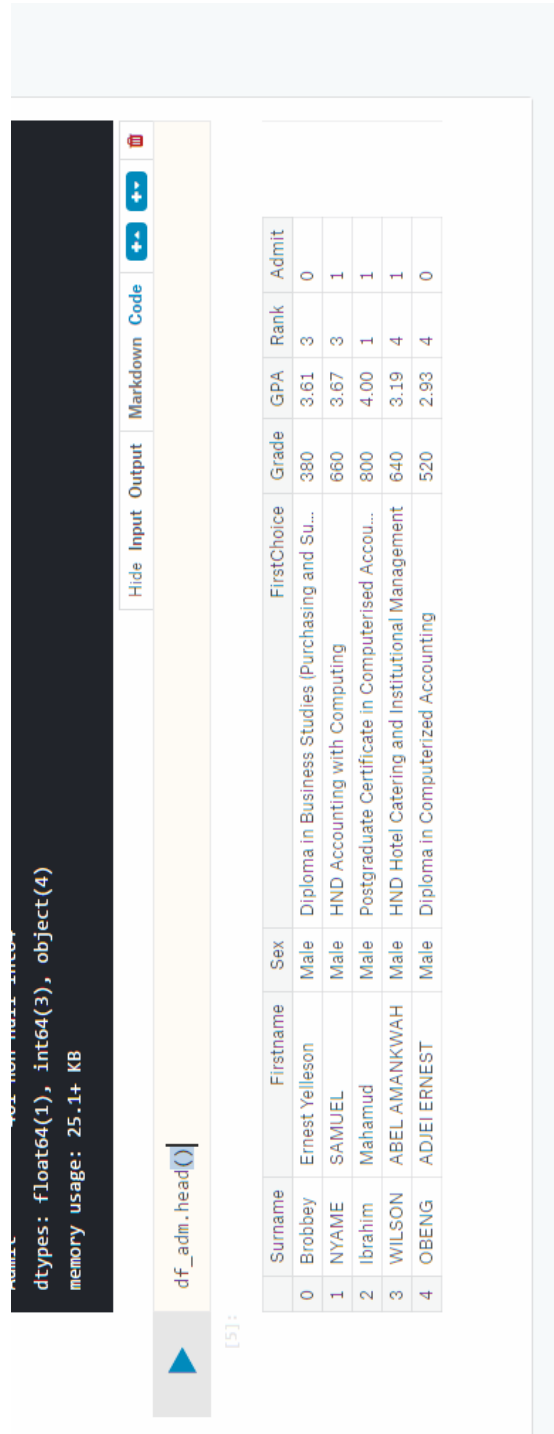 dtypes: float64(1), int64(3), object(4)
memory usage: 25.1+ KB
Hide Input Output Markdown Code
df_adm.head()
[5]:
Surname Firstname Sex FirstChoice Grade GPA Rank Admit
0 Brobbey Ernest Yelleson Male Diploma in Business Studies (Purchasing and Su... 380 3.61 3 0
1 NYAME SAMUEL Male HND Accounting with Computing 660 3.67 3 1
2 Ibrahim Mahamud Male Postgraduate Certificate in Computerised Accou... 800 4.00 1 1
3 WILSON ABEL AMANKWAH Male HND Hotel Catering and Institutional Management 640 3.19 4 1
4 OBENG ADJEI ERNEST Male Diploma in Computerized Accounting 520 2.93 4 0